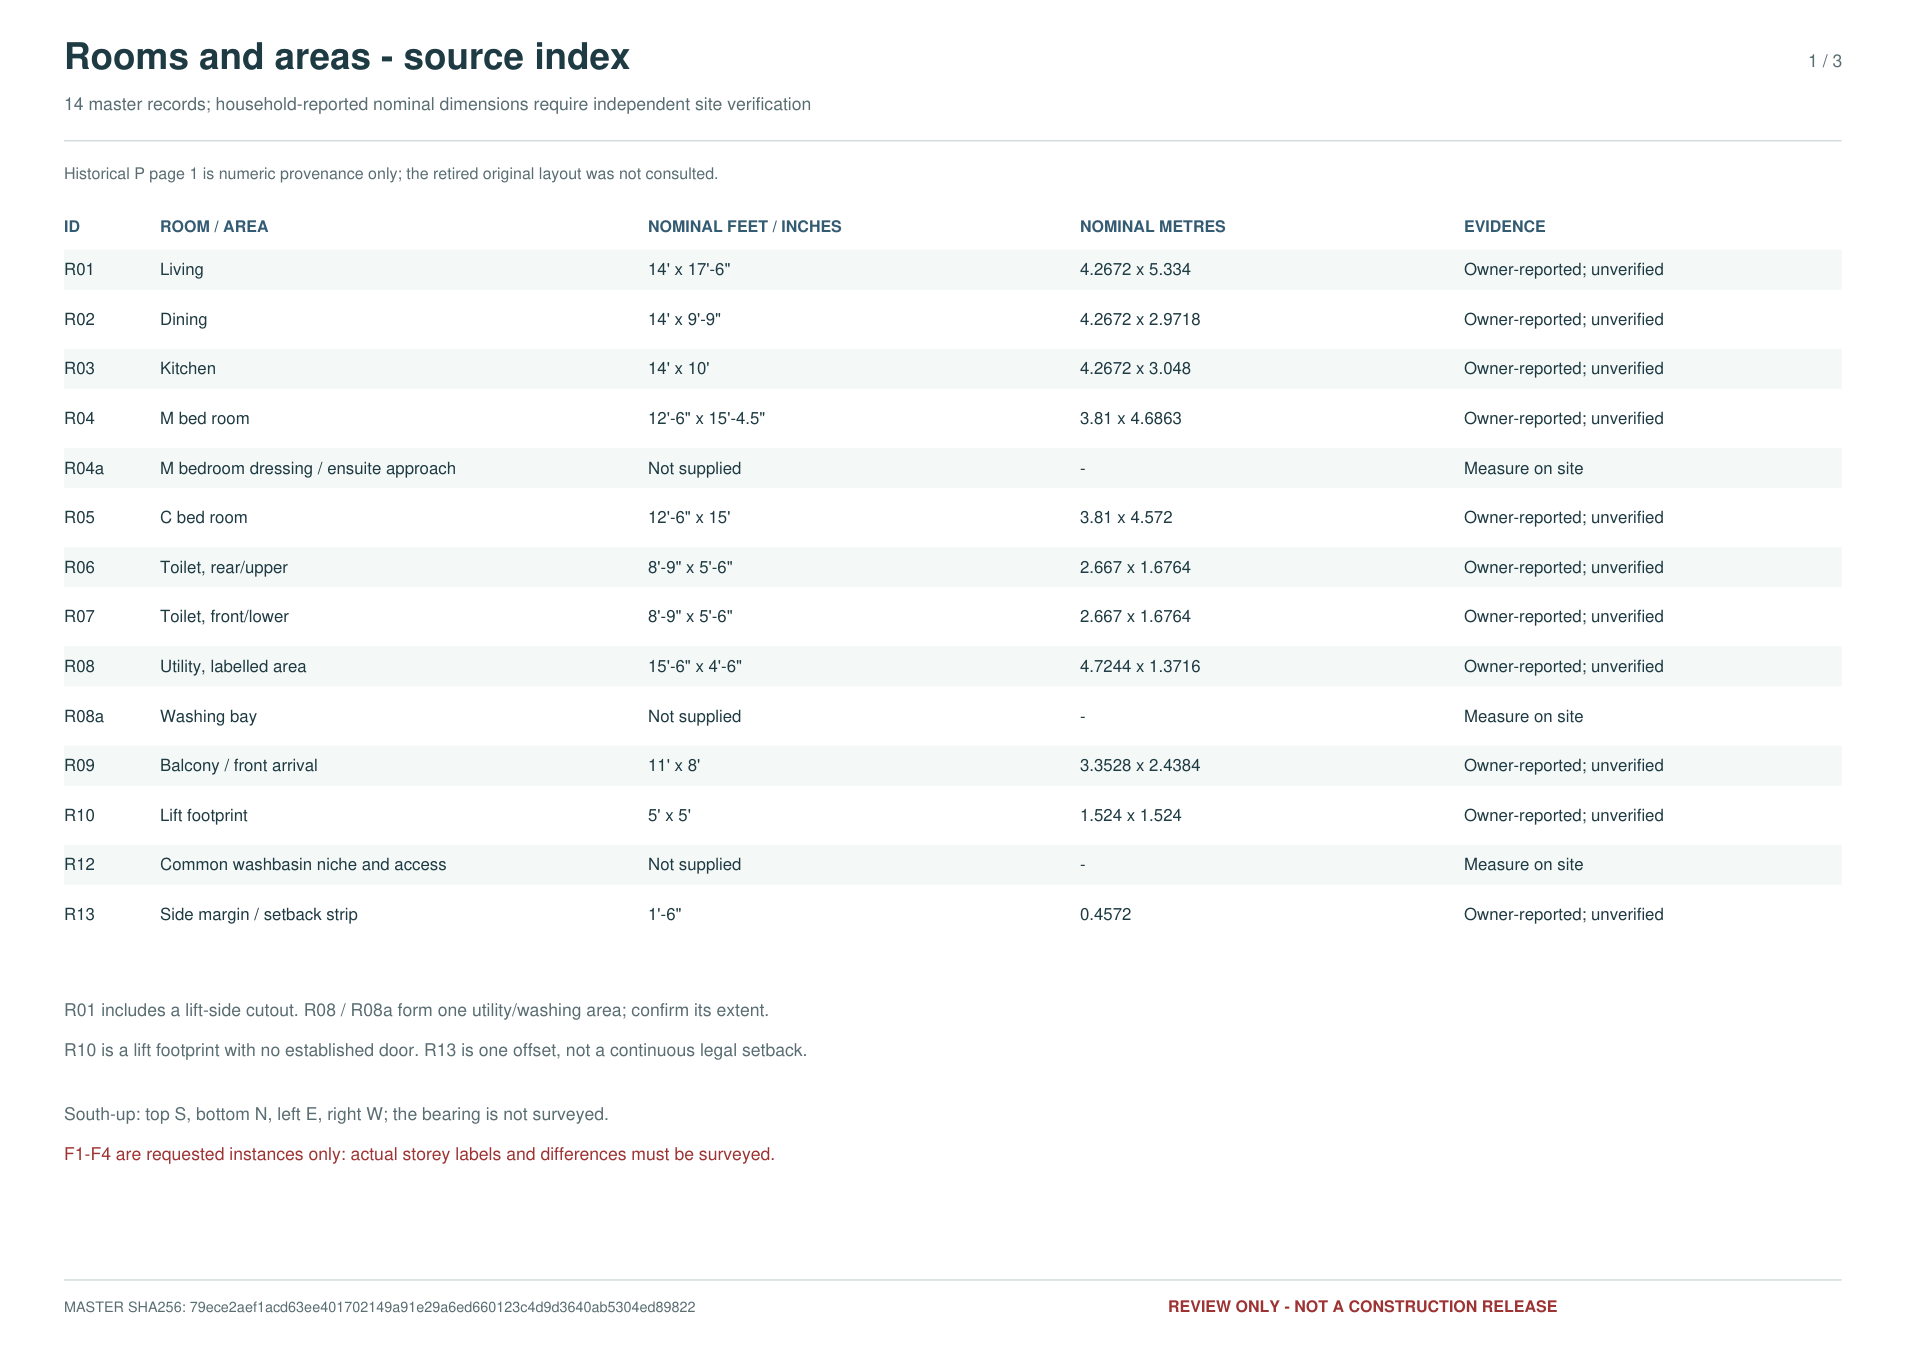 Rooms and areas - source index
1 / 3
14 master records; household-reported nominal dimensions require independent site verification
Historical P page 1 is numeric provenance only; the retired original layout was not consulted.
ID ROOM / AREA NOMINAL FEET / INCHES NOMINAL METRES EVIDENCE
R01 Living 14' x 17'-6" 4.2672 x 5.334 Owner-reported; unverified
R02 Dining 14' x 9'-9" 4.2672 x 2.9718 Owner-reported; unverified
R03 Kitchen 14' x 10' 4.2672 x 3.048 Owner-reported; unverified
R04 M bed room 12'-6" x 15'-4.5" 3.81 x 4.6863 Owner-reported; unverified
R04a M bedroom dressing / ensuite approach Not supplied - Measure on site
R05 C bed room 12'-6" x 15' 3.81 x 4.572 Owner-reported; unverified
R06 Toilet, rear/upper 8'-9" x 5'-6" 2.667 x 1.6764 Owner-reported; unverified
R07 Toilet, front/lower 8'-9" x 5'-6" 2.667 x 1.6764 Owner-reported; unverified
R08 Utility, labelled area 15'-6" x 4'-6" 4.7244 x 1.3716 Owner-reported; unverified
R08a Washing bay Not supplied - Measure on site
R09 Balcony / front arrival 11' x 8' 3.3528 x 2.4384 Owner-reported; unverified
R10 Lift footprint 5' x 5' 1.524 x 1.524 Owner-reported; unverified
R12 Common washbasin niche and access Not supplied - Measure on site
R13 Side margin / setback strip 1'-6" 0.4572 Owner-reported; unverified
R01 includes a lift-side cutout. R08 / R08a form one utility/washing area; confirm its extent.
R10 is a lift footprint with no established door. R13 is one offset, not a continuous legal setback.
South-up: top S, bottom N, left E, right W; the bearing is not surveyed.
F1-F4 are requested instances only: actual storey labels and differences must be surveyed.
MASTER SHA256: 79ece2aef1acd63ee401702149a91e29a6ed660123c4d9d3640ab5304ed89822
REVIEW ONLY - NOT A CONSTRUCTION RELEASE